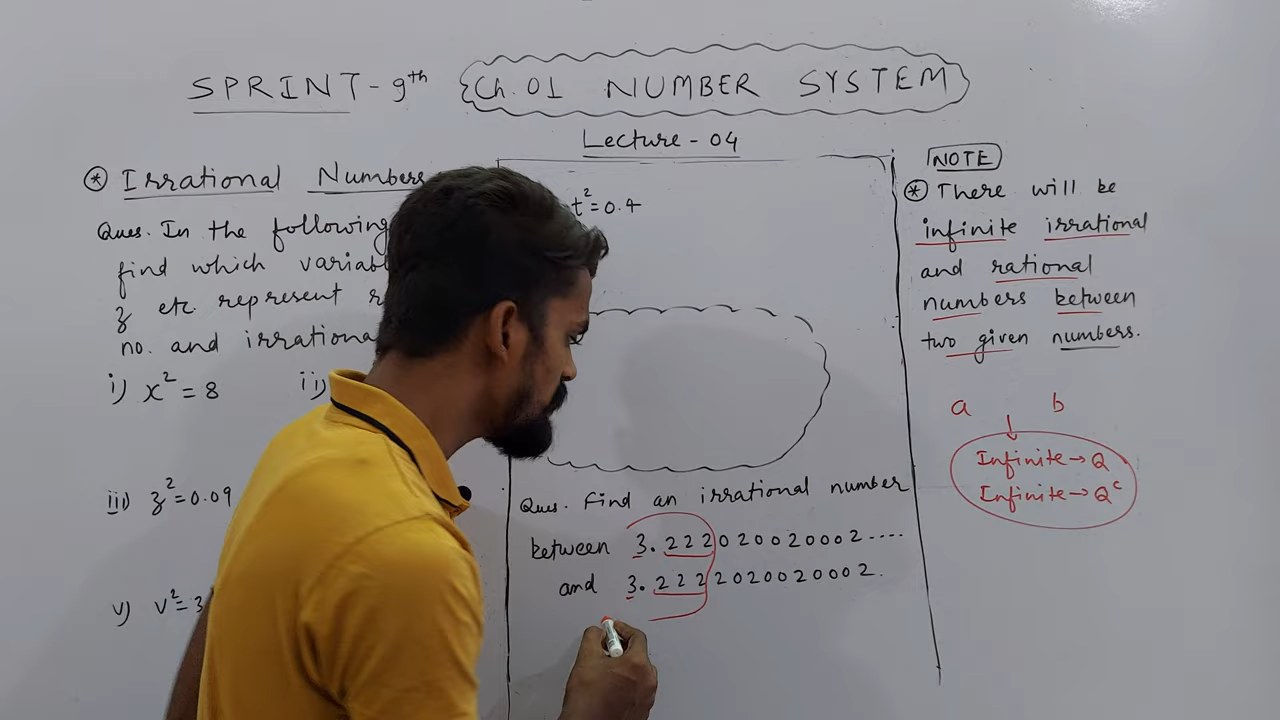 SPRINT - 9th
Ch. 01 NUMBER SYSTEM
Lecture - 04
* Irrational Numbers
Ques. In the following
find which
z etc. represent
no. and
i) x² = 8
ii)
iii) z² = 0.09
v) v² = 3
t² = 0.4
Ques. Find an irrational number
between 3.222020020002....
and 3.2222020020002.
NOTE
* There will be
infinite irrational
and rational
numbers between
two given numbers.
a b
Infinite → Q
Infinite → Qᶜ